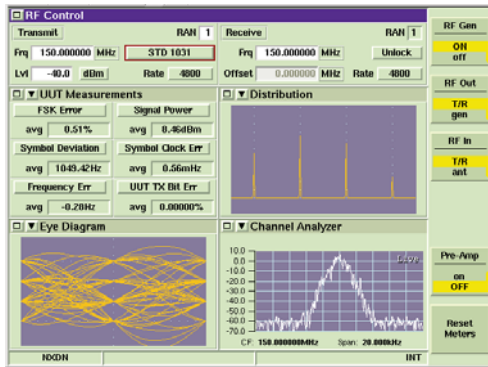 RF Control
Transmit RAN 1
Frq 150.000000 MHz STD 1031
Lvl -40.0 dBm Rate 4800
Receive RAN 1
Frq 150.000000 MHz Unlock
Offset 0.000000 MHz Rate 4800
UUT Measurements
FSK Error Signal Power
avg 0.51% avg 0.46dBm
Symbol Deviation Symbol Clock Err
avg 1049.42Hz avg 0.56mHz
Frequency Err UUT TX Bit Err
avg -0.20Hz avg 0.00000%
Distribution
Eye Diagram
Channel Analyzer
10.0
0.0
-10.0
-20.0
-30.0
-40.0
-50.0
-60.0
-70.0
Live
CF: 150.000000MHz Span: 20.000kHz
NXDN INT
RF Gen
ON
off
RF Out
T/R
gen
RF In
T/R
ant
Pre-Amp
on
OFF
Reset
Meters